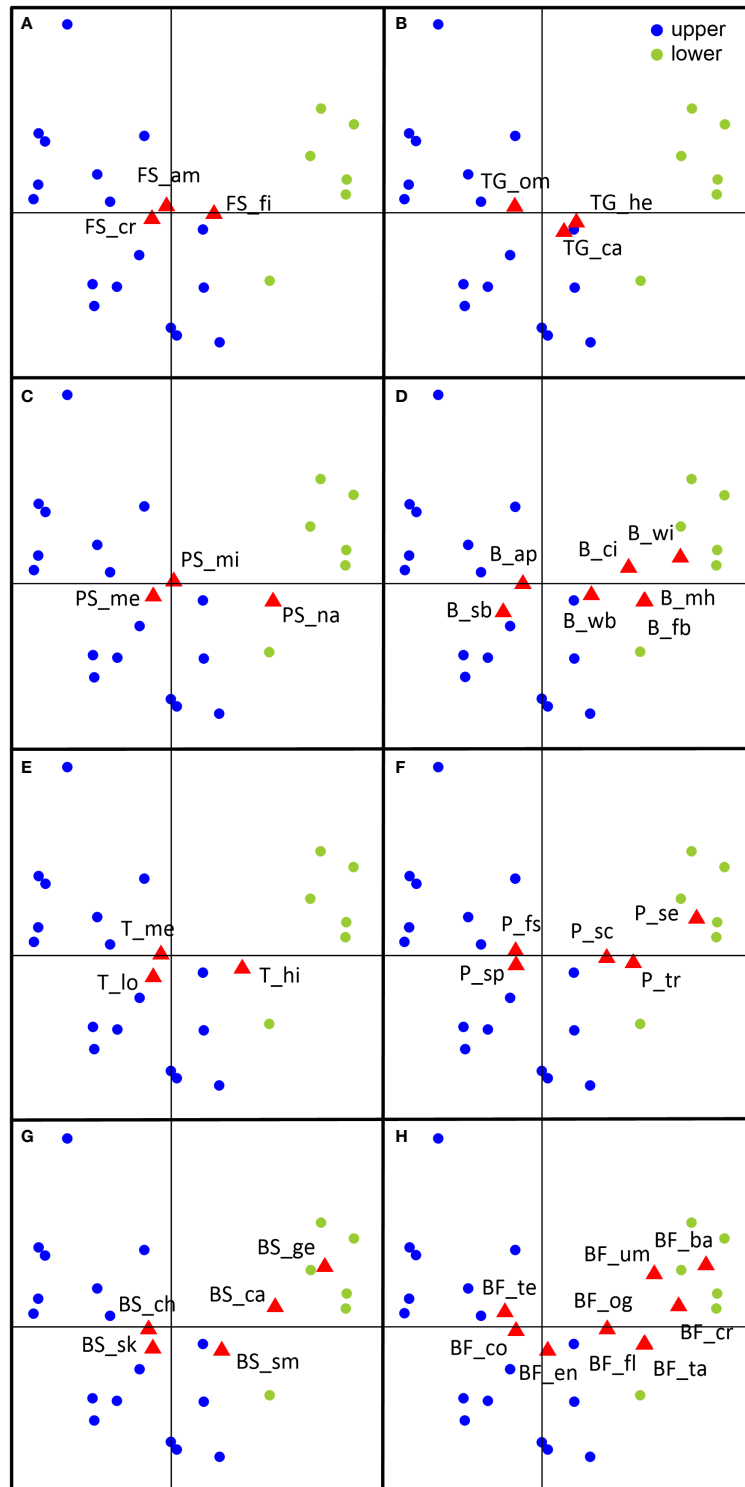 A
FS_am
FS_fi
FS_cr
B
upper
lower
TG_om
TG_he
TG_ca
C
PS_mi
PS_me
PS_na
D
B_wi
B_ci
B_ap
B_mh
B_sb
B_wb
B_fb
E
T_me
T_hi
T_lo
F
P_se
P_fs
P_sc
P_sp
P_tr
G
BS_ge
BS_ca
BS_ch
BS_sk
BS_sm
H
BF_ba
BF_um
BF_te
BF_og
BF_cr
BF_co
BF_fl
BF_ta
BF_en